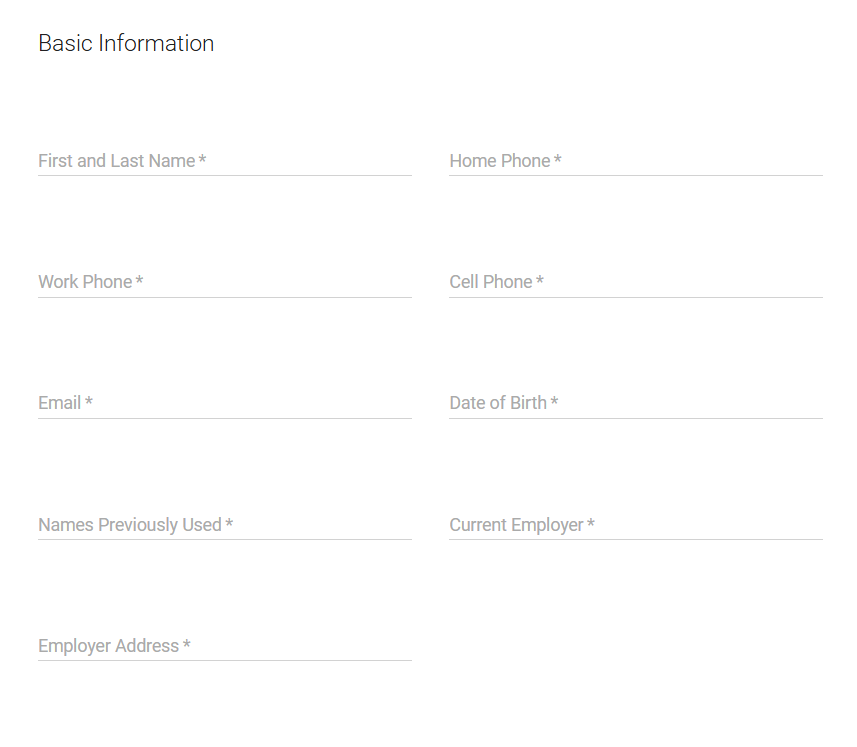 Basic Information
First and Last Name *
Home Phone *
Work Phone *
Cell Phone *
Email *
Date of Birth *
Names Previously Used *
Current Employer *
Employer Address *